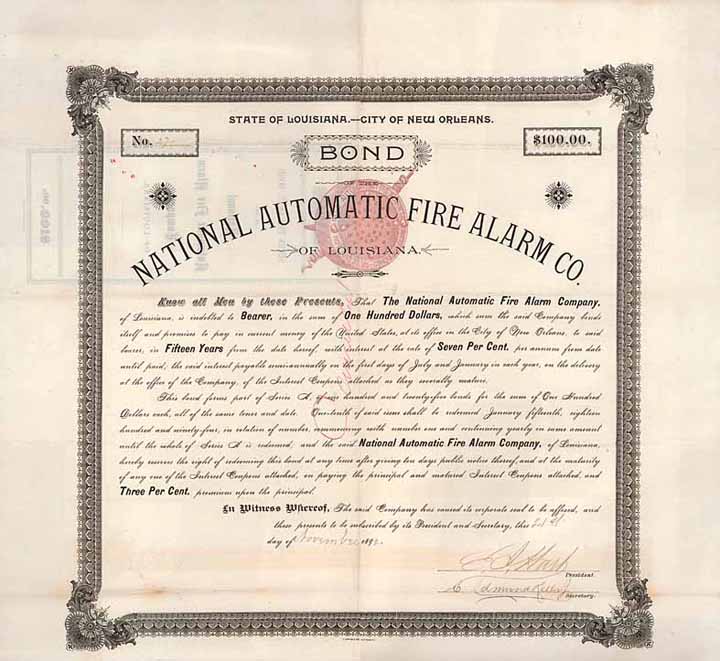 STATE OF LOUISIANA.—CITY OF NEW ORLEANS.
No.
$100.00.
BOND
OF THE
NATIONAL AUTOMATIC FIRE ALARM CO.
OF LOUISIANA.
Know all Men by these Presents, That The National Automatic Fire Alarm Company,
of Louisiana, is indebted to Bearer, in the sum of One Hundred Dollars, which sum the said Company binds
itself and promises to pay in current money of the United States, at its office in the City of New Orleans, to said
bearer, in Fifteen Years from the date hereof, with interest at the rate of Seven Per Cent. per annum from date
until paid, the said interest payable semi-annually on the first days of July and January in each year, on the delivery
at the office of the Company, of the Interest Coupons attached as they severally mature.
This bond forms part of Series A, of one hundred and twenty-five bonds for the sum of One Hundred
Dollars each, all of the same tenor and date. One-tenth of said issue shall be redeemed January fifteenth, eighteen
hundred and ninety-four, in rotation of number, commencing with number one and continuing yearly in same amount
until the whole of Series A is redeemed, and the said National Automatic Fire Alarm Company, of Louisiana,
hereby reserves the right of redeeming this bond at any time after giving ten days public notice thereof, and at the maturity
of any one of the Interest Coupons attached, on paying the principal and matured Interest Coupons attached, and
Three Per Cent. premium upon the principal.
In Witness Whereof, The said Company has caused its corporate seal to be affixed, and
these presents to be subscribed by its President and Secretary, this 21st
day of November 1892.
President.
Edmund
Secretary.